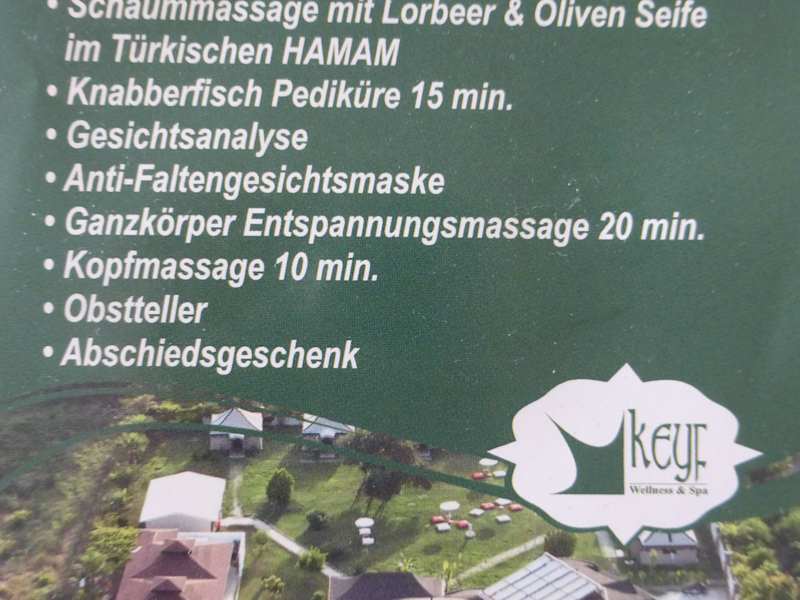 • Schaummassage mit Lorbeer & Oliven Seife
im Türkischen HAMAM
• Knabberfisch Pediküre 15 min.
• Gesichtsanalyse
• Anti-Faltengesichtsmaske
• Ganzkörper Entspannungsmassage 20 min.
• Kopfmassage 10 min.
• Obstteller
• Abschiedsgeschenk
KEYF
Wellness & Spa